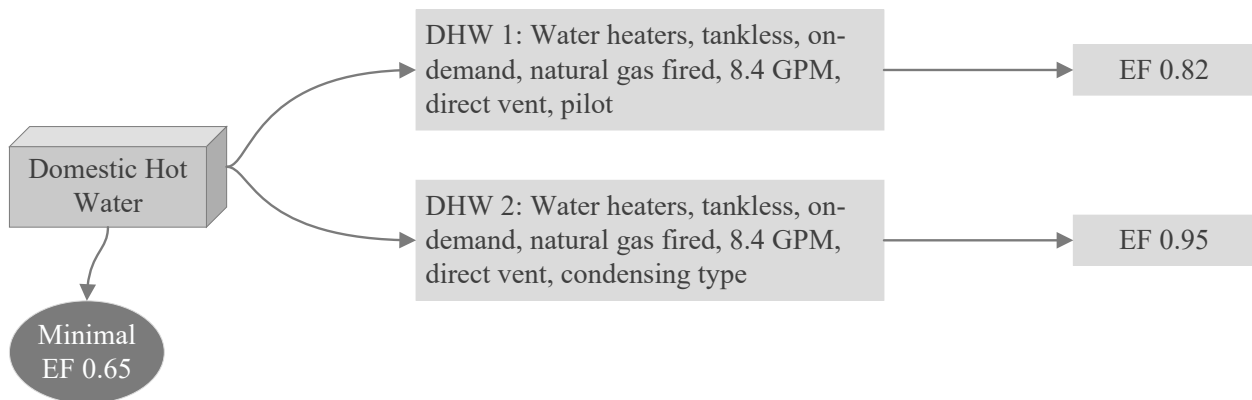 DHW 1: Water heaters, tankless, on-
demand, natural gas fired, 8.4 GPM,
direct vent, pilot
EF 0.82
Domestic Hot
Water
DHW 2: Water heaters, tankless, on-
demand, natural gas fired, 8.4 GPM,
direct vent, condensing type
EF 0.95
Minimal
EF 0.65